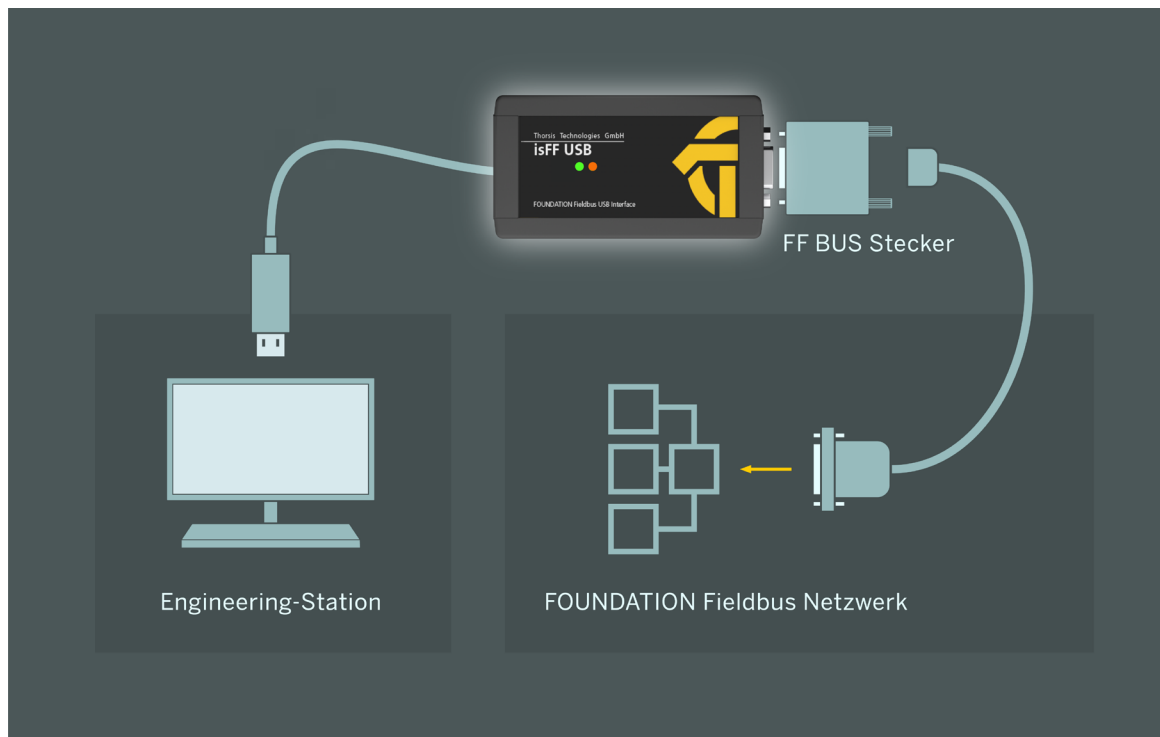 Thorsis Technologies GmbH
isFF USB
FOUNDATION Fieldbus USB Interface
FF BUS Stecker
Engineering-Station
FOUNDATION Fieldbus Netzwerk